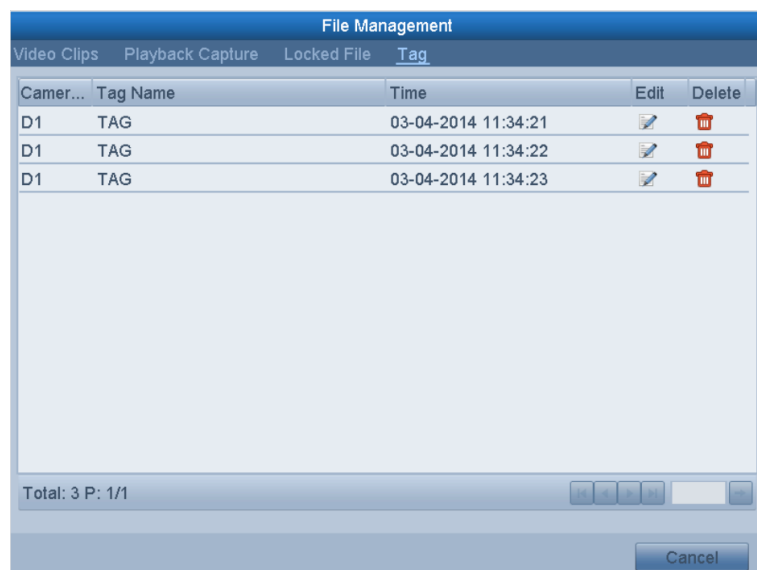 File Management
Video Clips Playback Capture Locked File Tag
Camer... Tag Name Time Edit Delete
D1 TAG 03-04-2014 11:34:21
D1 TAG 03-04-2014 11:34:22
D1 TAG 03-04-2014 11:34:23
Total: 3 P: 1/1
Cancel